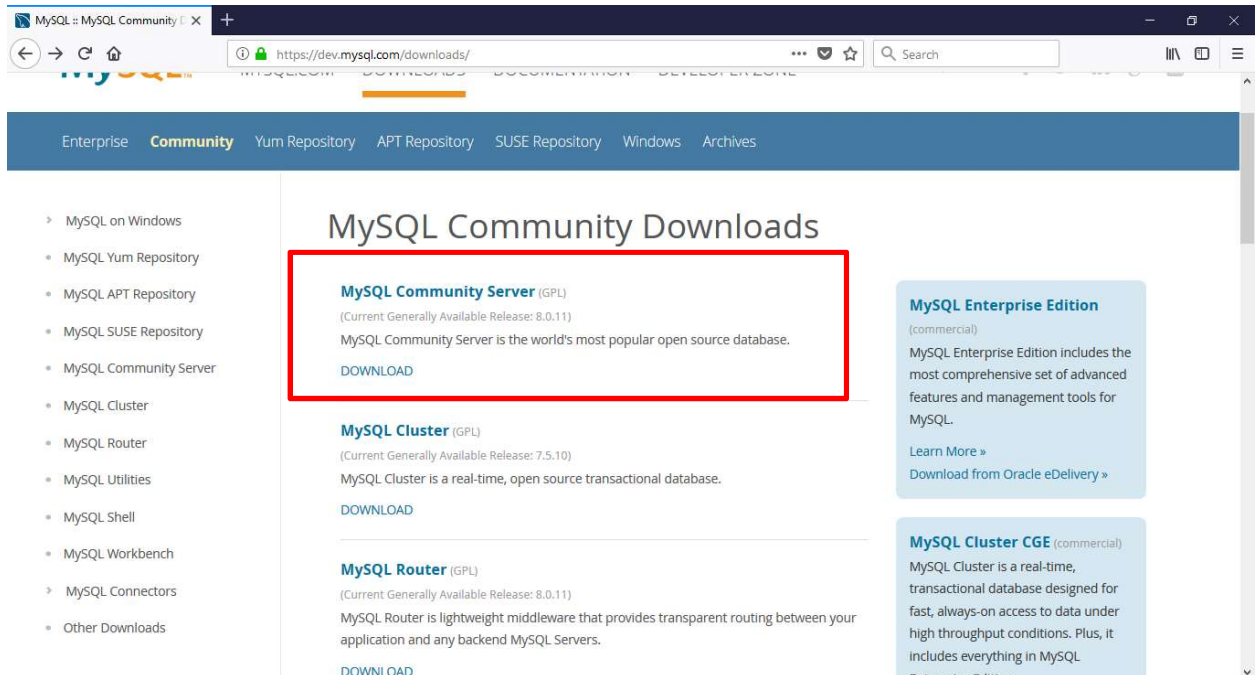 MySQL :: MySQL Community D
https://dev.mysql.com/downloads/
Search
MySQL
MYSQL.COM DOWNLOADS DOCUMENTATION DEVELOPER ZONE
Enterprise Community Yum Repository APT Repository SUSE Repository Windows Archives
MySQL on Windows
MySQL Yum Repository
MySQL APT Repository
MySQL SUSE Repository
MySQL Community Server
MySQL Cluster
MySQL Router
MySQL Utilities
MySQL Shell
MySQL Workbench
MySQL Connectors
Other Downloads
MySQL Community Downloads
MySQL Community Server (GPL)
(Current Generally Available Release: 8.0.11)
MySQL Community Server is the world's most popular open source database.
DOWNLOAD
MySQL Cluster (GPL)
(Current Generally Available Release: 7.5.10)
MySQL Cluster is a real-time, open source transactional database.
DOWNLOAD
MySQL Router (GPL)
(Current Generally Available Release: 8.0.11)
MySQL Router is lightweight middleware that provides transparent routing between your
application and any backend MySQL Servers.
DOWNLOAD
MySQL Enterprise Edition
(commercial)
MySQL Enterprise Edition includes the
most comprehensive set of advanced
features and management tools for
MySQL.
Learn More »
Download from Oracle eDelivery »
MySQL Cluster CGE (commercial)
MySQL Cluster is a real-time,
transactional database designed for
fast, always-on access to data under
high throughput conditions. Plus, it
includes everything in MySQL